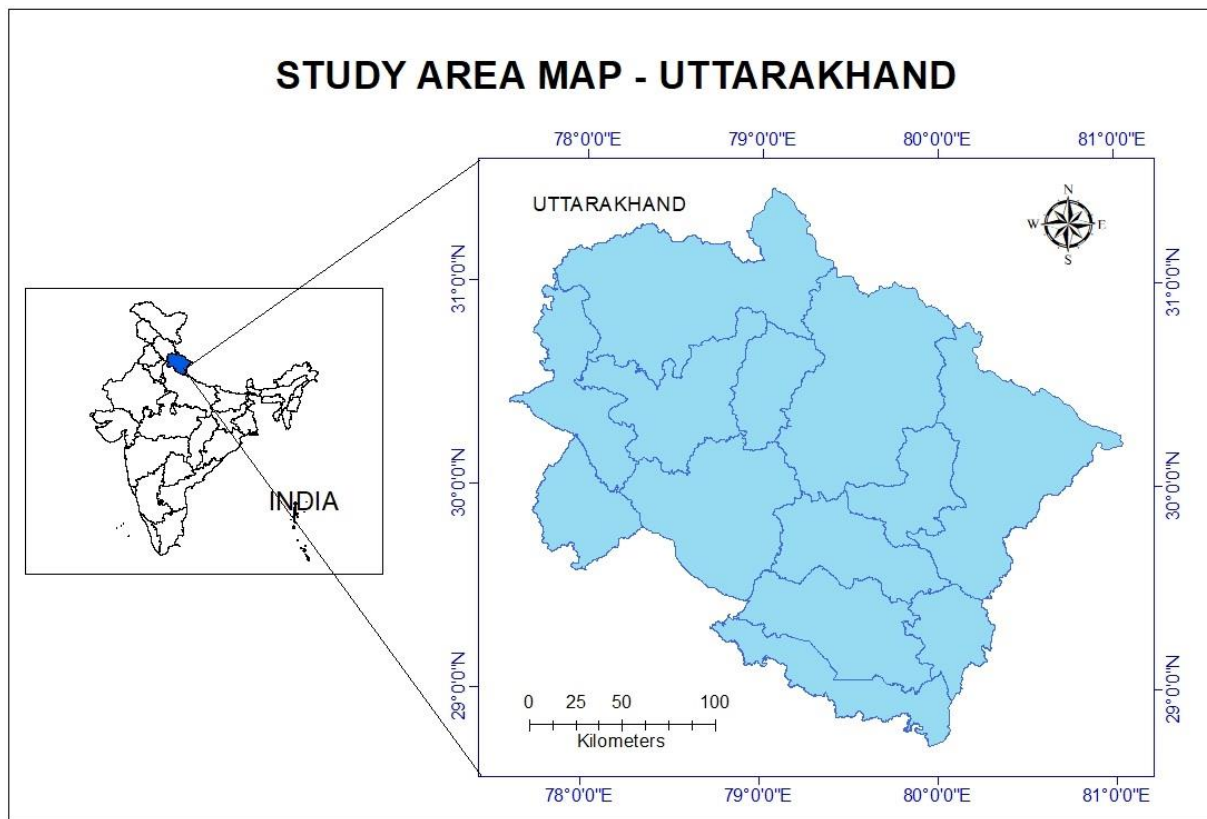 STUDY AREA MAP - UTTARAKHAND
78°0'0"E 79°0'0"E 80°0'0"E 81°0'0"E
UTTARAKHAND
N
W E
S
31°0'0"N 31°0'0"N
30°0'0"N 30°0'0"N
INDIA
29°0'0"N 29°0'0"N
0 25 50 100
Kilometers
78°0'0"E 79°0'0"E 80°0'0"E 81°0'0"E